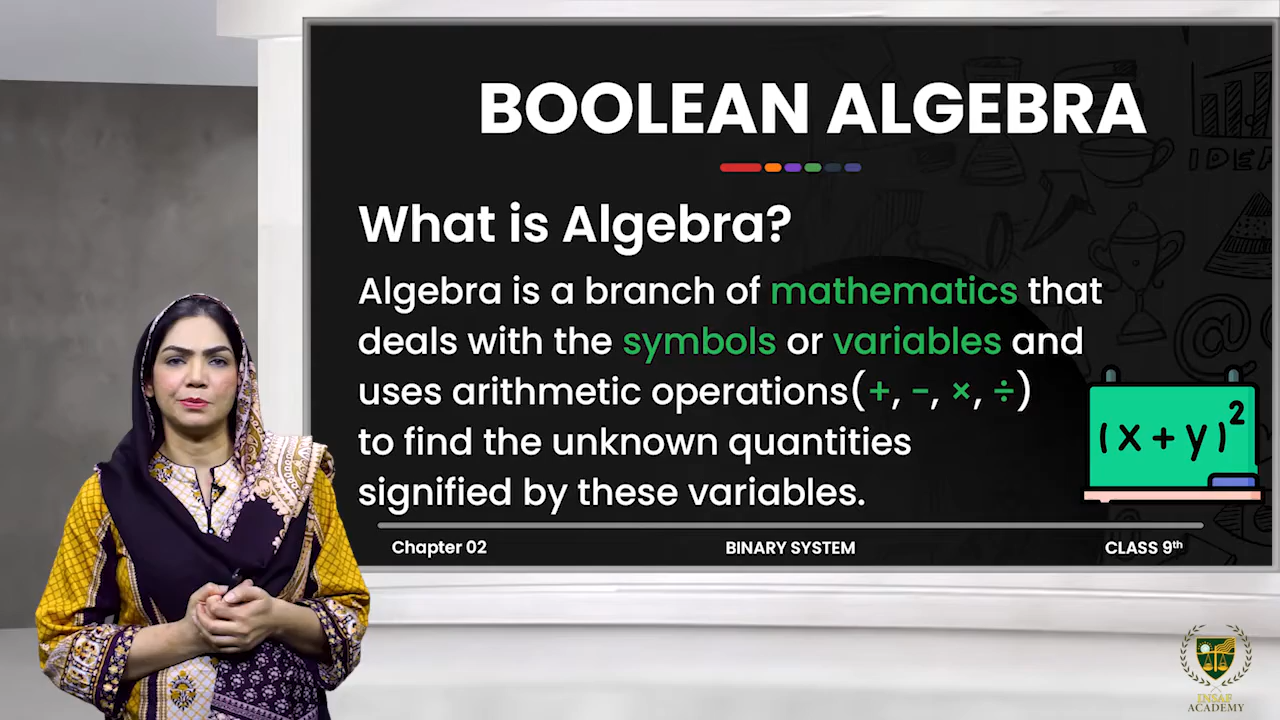 BOOLEAN ALGEBRA
What is Algebra?
Algebra is a branch of mathematics that
deals with the symbols or variables and
uses arithmetic operations(+, -, ×, ÷)
to find the unknown quantities
signified by these variables.
(x + y)²
Chapter 02
BINARY SYSTEM
CLASS 9th
IDEA
INSAF
ACADEMY